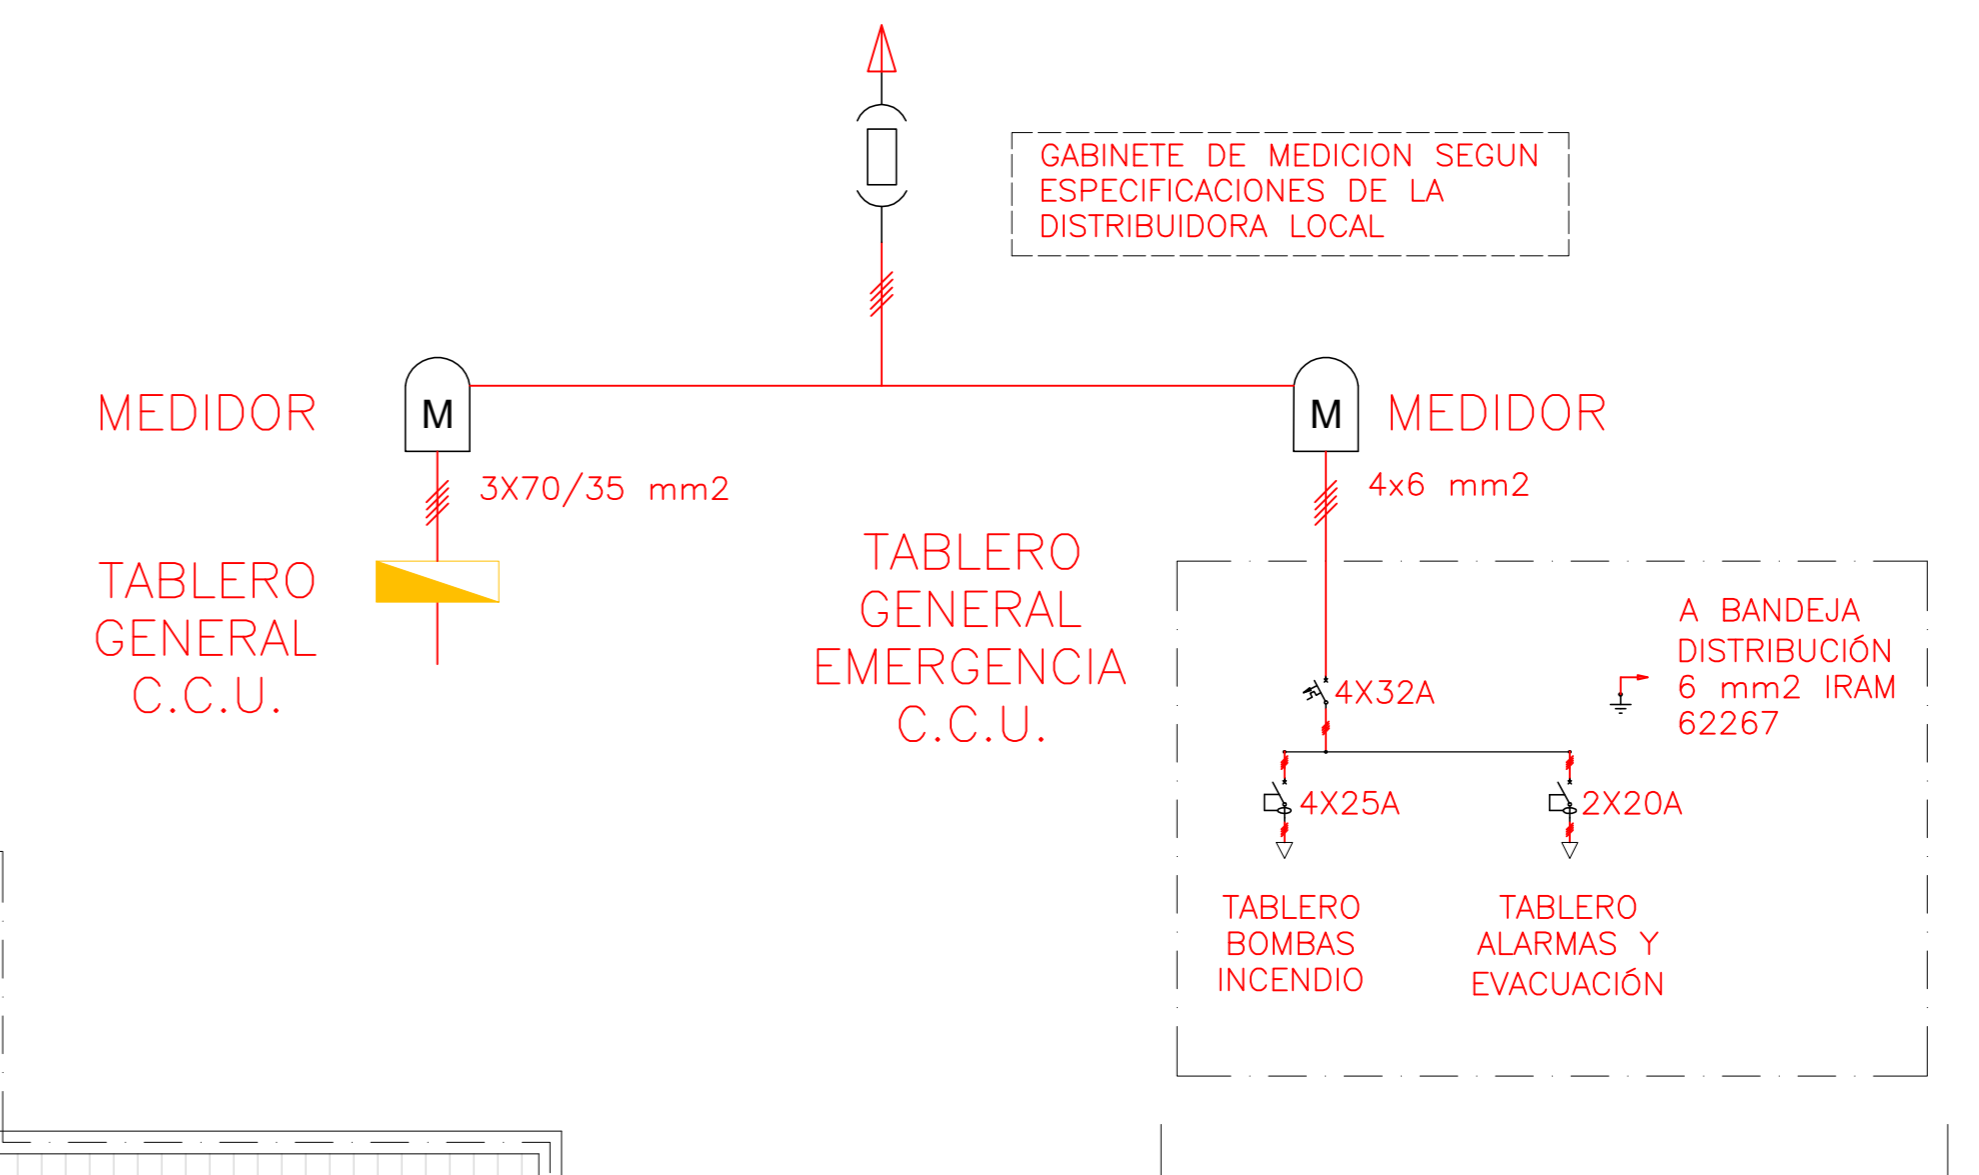 GABINETE DE MEDICION SEGUN
ESPECIFICACIONES DE LA
DISTRIBUIDORA LOCAL
MEDIDOR
M
M
MEDIDOR
3X70/35 mm2
4x6 mm2
TABLERO
GENERAL
C.C.U.
TABLERO
GENERAL
EMERGENCIA
C.C.U.
A BANDEJA
DISTRIBUCIÓN
6 mm2 IRAM
62267
4X32A
4X25A
2X20A
TABLERO
BOMBAS
INCENDIO
TABLERO
ALARMAS Y
EVACUACIÓN